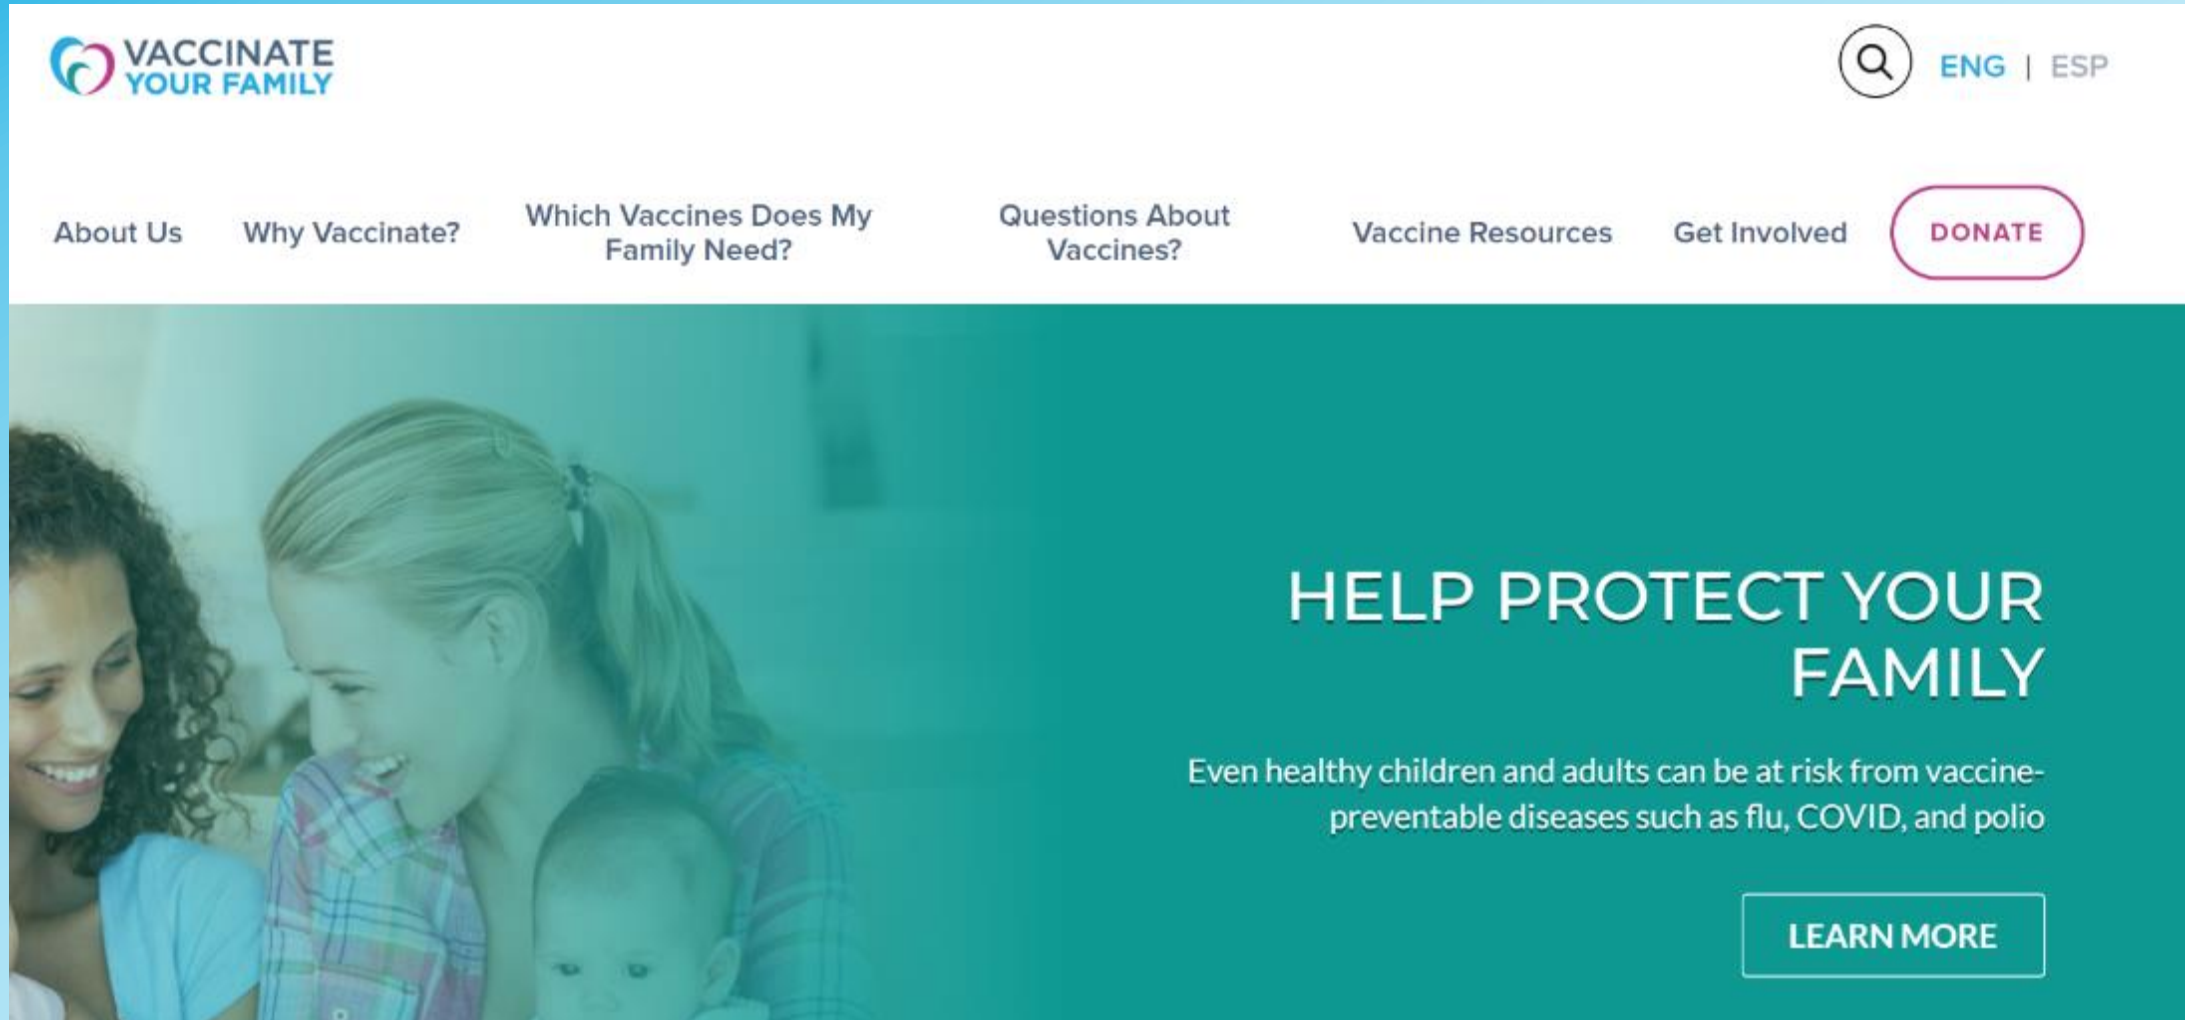 VACCINATE
YOUR FAMILY
ENG | ESP
About Us
Why Vaccinate?
Which Vaccines Does My
Family Need?
Questions About
Vaccines?
Vaccine Resources
Get Involved
DONATE
HELP PROTECT YOUR
FAMILY
Even healthy children and adults can be at risk from vaccine-
preventable diseases such as flu, COVID, and polio
LEARN MORE